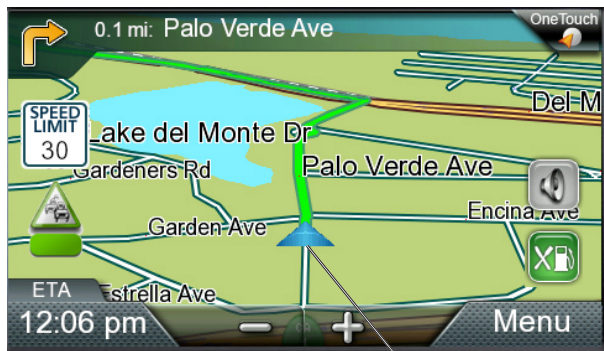 0.1 mi: Palo Verde Ave
OneTouch
Del M
SPEED
LIMIT
30
Lake del Monte Dr
Gardeners Rd
Palo Verde Ave
Encina Ave
Garden Ave
X
ETA
Estrella Ave
12:06 pm
Menu